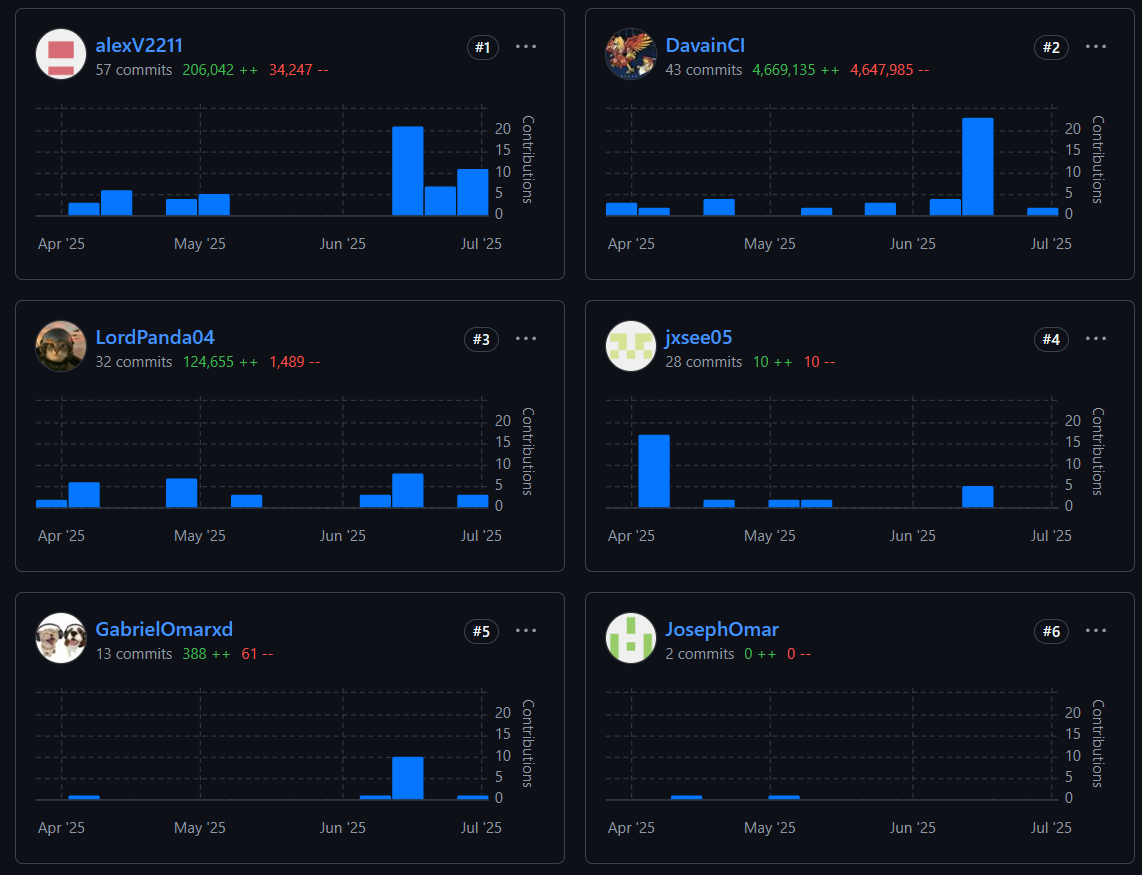 alexV2211 #1 ···
57 commits 206,042 ++ 34,247 --
20
15
10
5
0
Contributions
Apr '25 May '25 Jun '25 Jul '25
DavainCl #2 ···
43 commits 4,669,135 ++ 4,647,985 --
20
15
10
5
0
Contributions
Apr '25 May '25 Jun '25 Jul '25
LordPanda04 #3 ···
32 commits 124,655 ++ 1,489 --
20
15
10
5
0
Contributions
Apr '25 May '25 Jun '25 Jul '25
jxsee05 #4 ···
28 commits 10 ++ 10 --
20
15
10
5
0
Contributions
Apr '25 May '25 Jun '25 Jul '25
GabrielOmarxd #5 ···
13 commits 388 ++ 61 --
20
15
10
5
0
Contributions
Apr '25 May '25 Jun '25 Jul '25
JosephOmar #6 ···
2 commits 0 ++ 0 --
20
15
10
5
0
Contributions
Apr '25 May '25 Jun '25 Jul '25